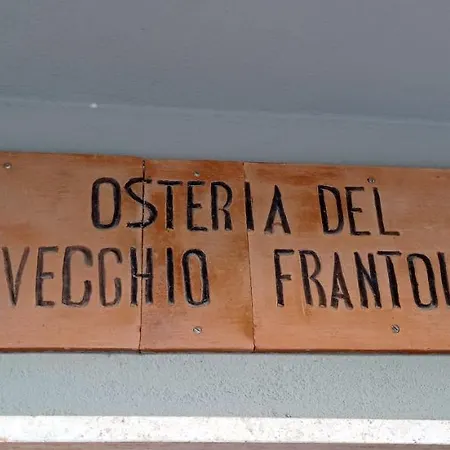 OSTERIA DEL
VECCHIO FRANTOI